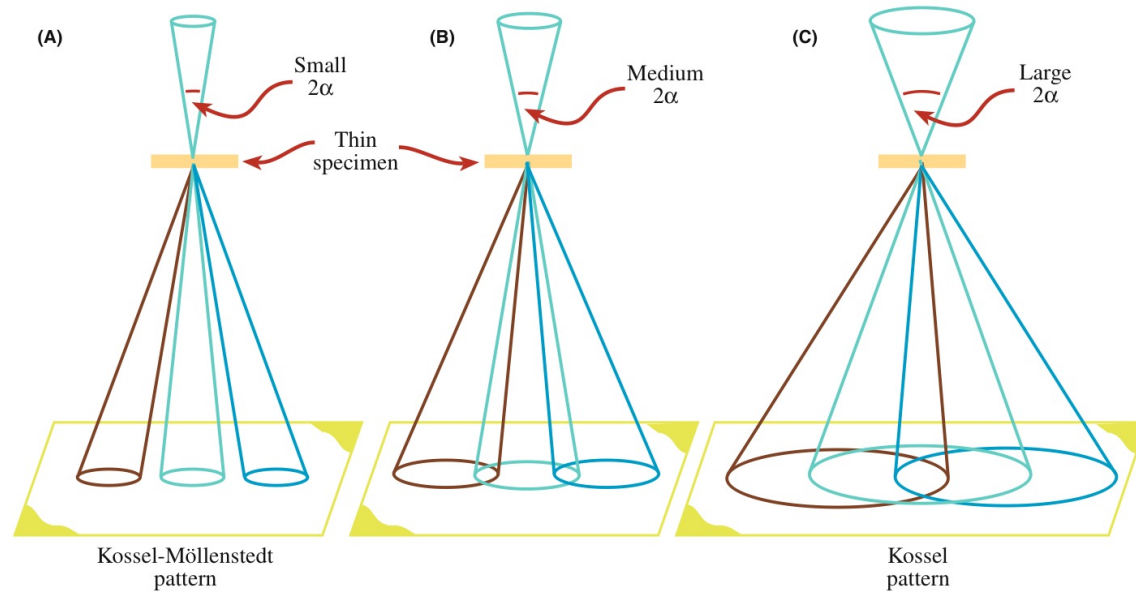 (A)
Small
2α
Thin
specimen
Kossel-Möllenstedt
pattern
(B)
Medium
2α
(C)
Large
2α
Kossel
pattern